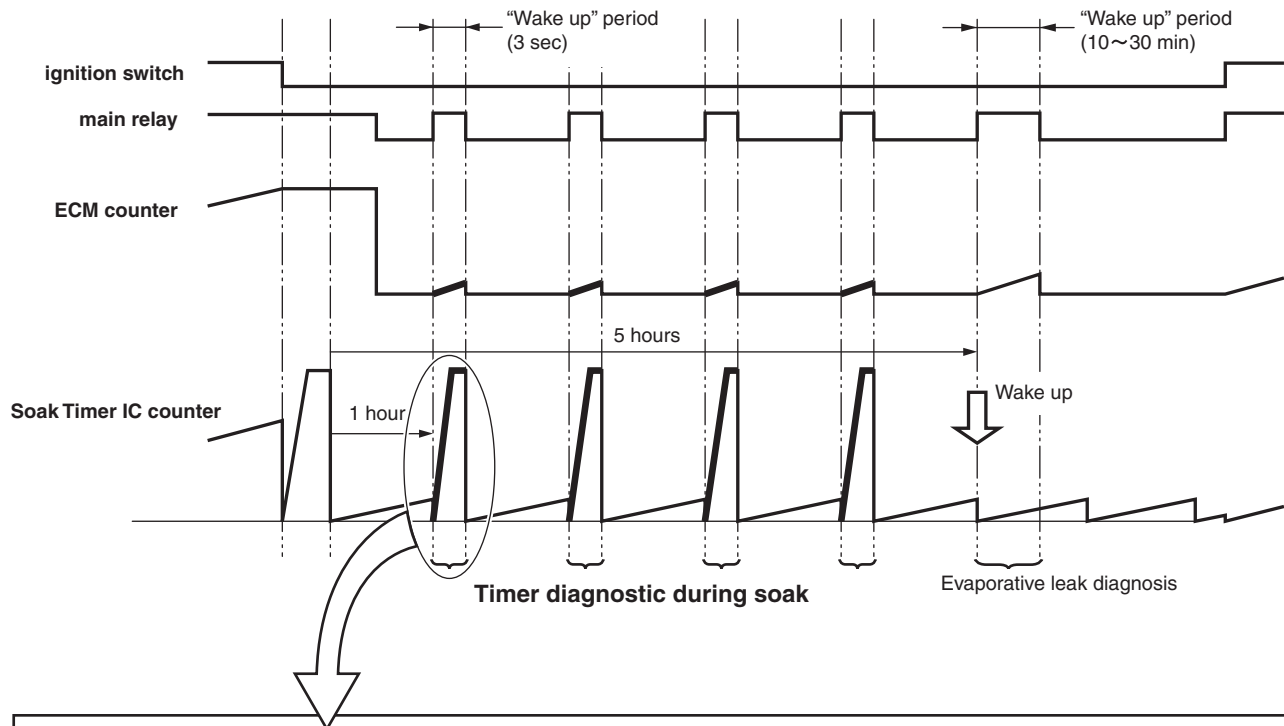 "Wake up" period
(3 sec)
"Wake up" period
(10～30 min)
ignition switch
main relay
ECM counter
5 hours
Soak Timer IC counter
1 hour
Wake up
Timer diagnostic during soak
Evaporative leak diagnosis